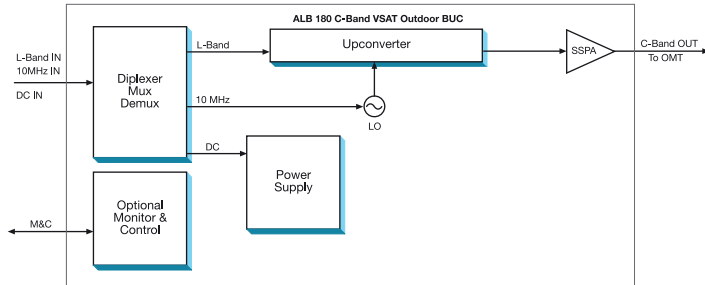 ALB 180 C-Band VSAT Outdoor BUC
L-Band IN
10MHz IN
DC IN
Diplexer
Mux
Demux
L-Band
Upconverter
SSPA
C-Band OUT
To OMT
10 MHz
LO
DC
Power
Supply
Optional
Monitor &
Control
M&C